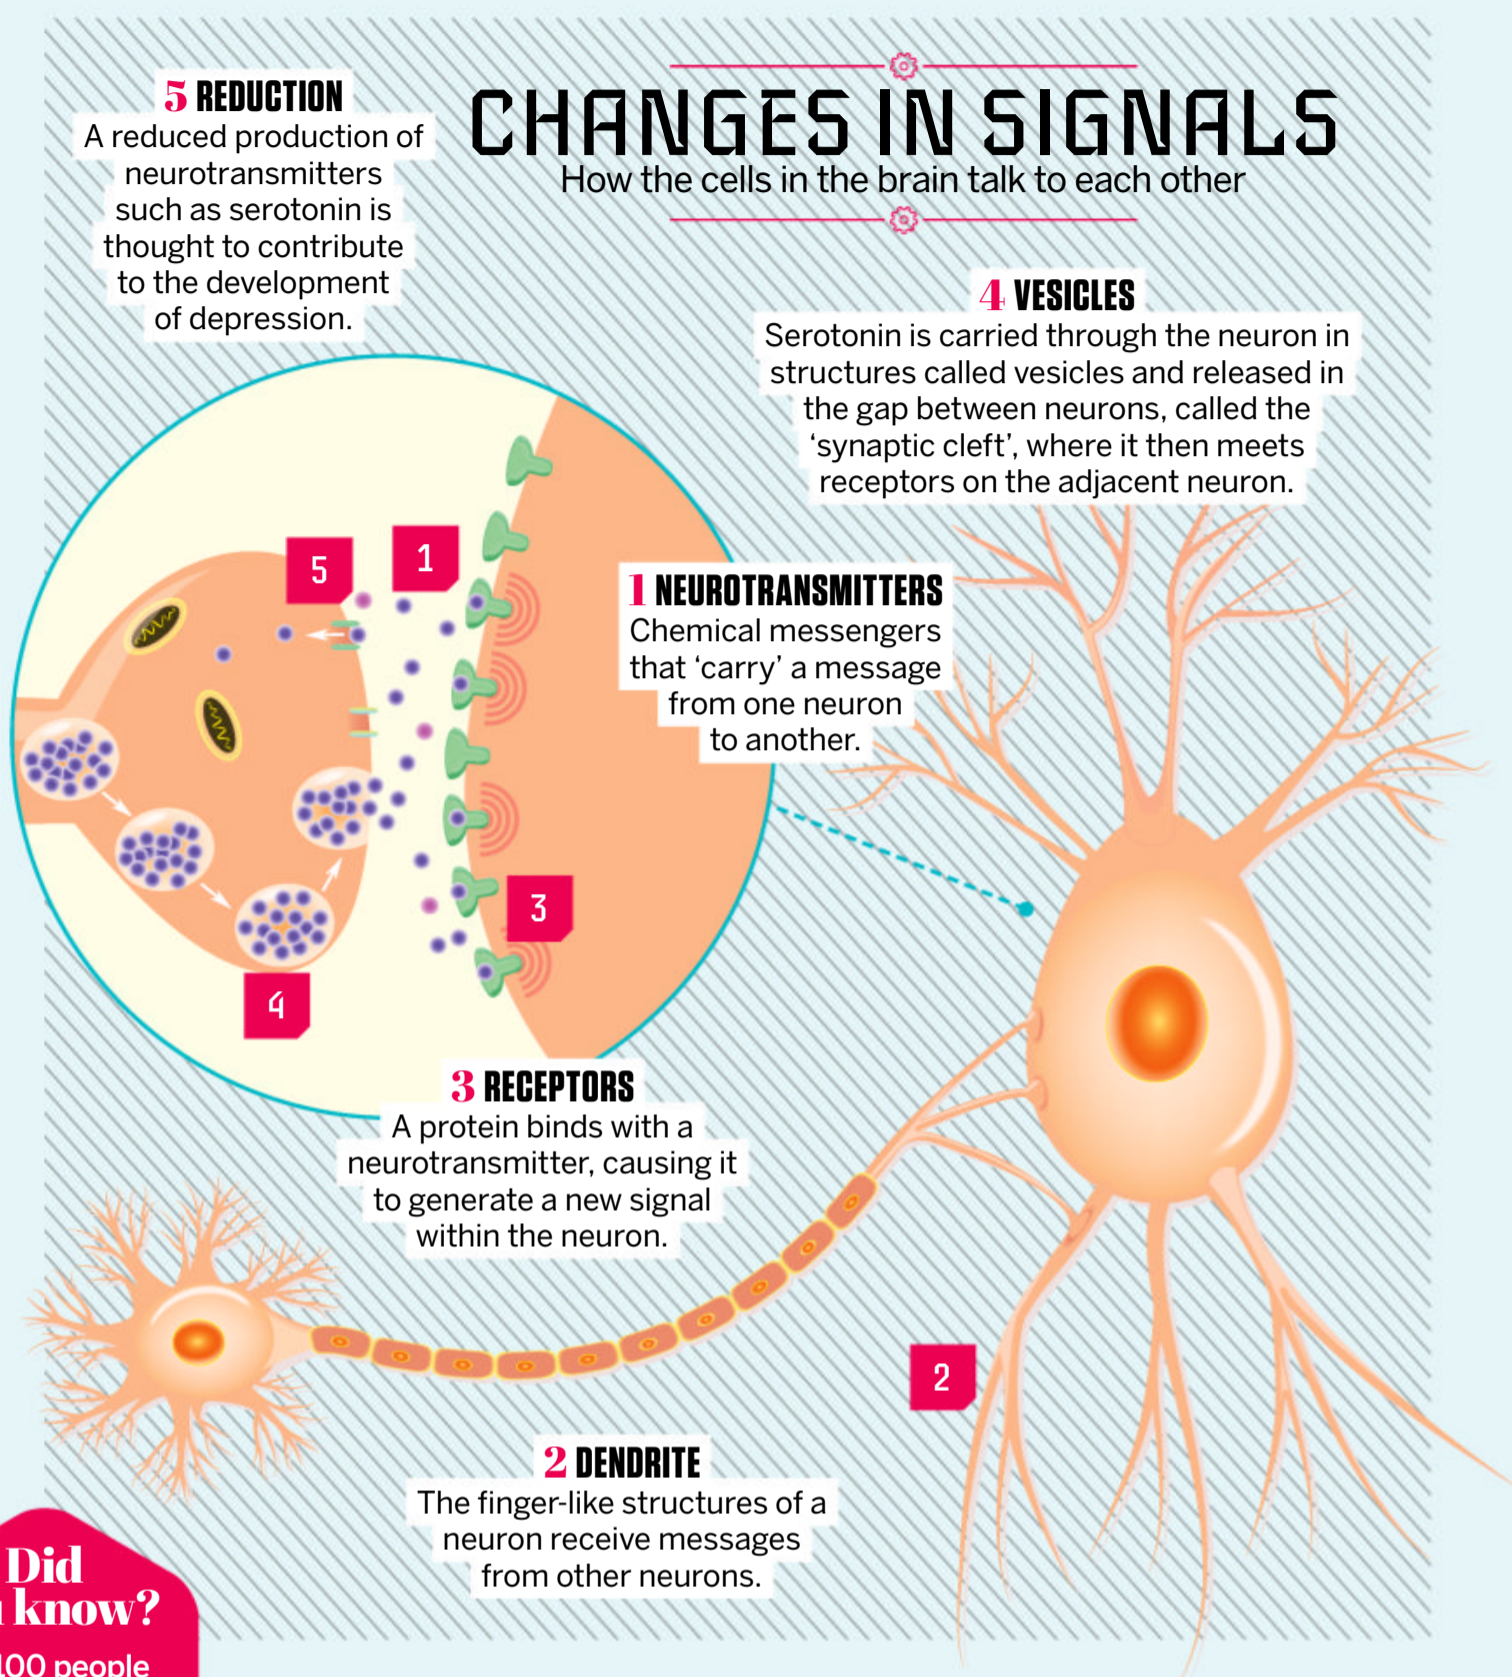 CHANGES IN SIGNALS
How the cells in the brain talk to each other
5 REDUCTION
A reduced production of
neurotransmitters
such as serotonin is
thought to contribute
to the development
of depression.
4 VESICLES
Serotonin is carried through the neuron in
structures called vesicles and released in
the gap between neurons, called the
‘synaptic cleft’, where it then meets
receptors on the adjacent neuron.
5
1
1 NEUROTRANSMITTERS
Chemical messengers
that ‘carry’ a message
from one neuron
to another.
3
4
3 RECEPTORS
A protein binds with a
neurotransmitter, causing it
to generate a new signal
within the neuron.
2
2 DENDRITE
The finger-like structures of a
neuron receive messages
from other neurons.
Did
know?
100 people